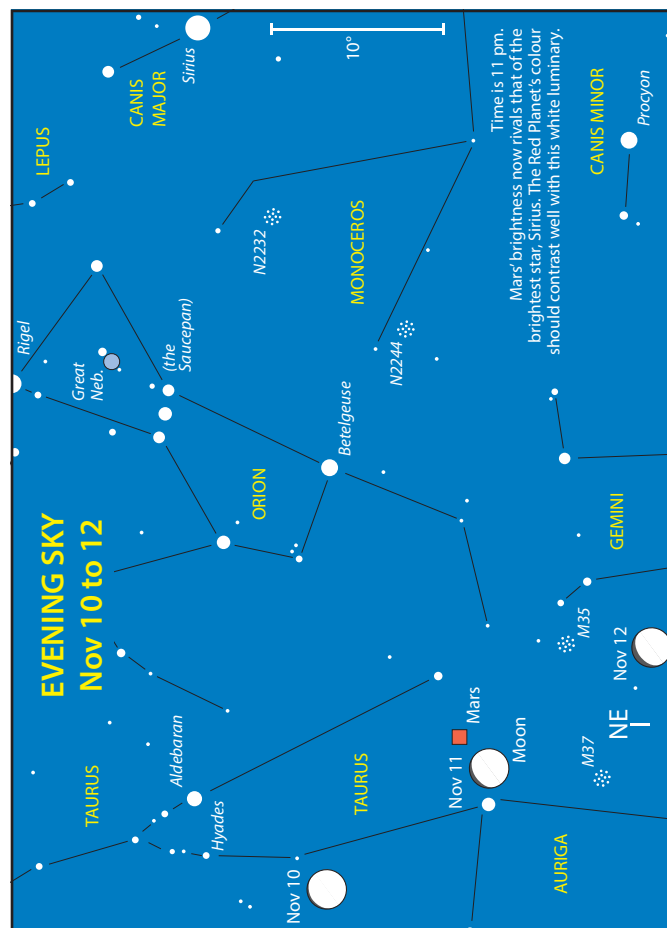 EVENING SKY
Nov 10 to 12
TAURUS
Aldebaran
Hyades
Nov 10
TAURUS
AURIGA
Nov 11
Moon
Mars
M37
NE
Nov 12
M35
GEMINI
ORION
Betelgeuse
Great
Neb.
Rigel
(the
Saucepan)
N2244
N2232
MONOCEROS
LEPUS
CANIS
MAJOR
Sirius
10°
CANIS MINOR
Procyon
Time is 11 pm.
Mars’ brightness now rivals that of the
brightest star, Sirius. The Red Planet’s colour
should contrast well with this white luminary.